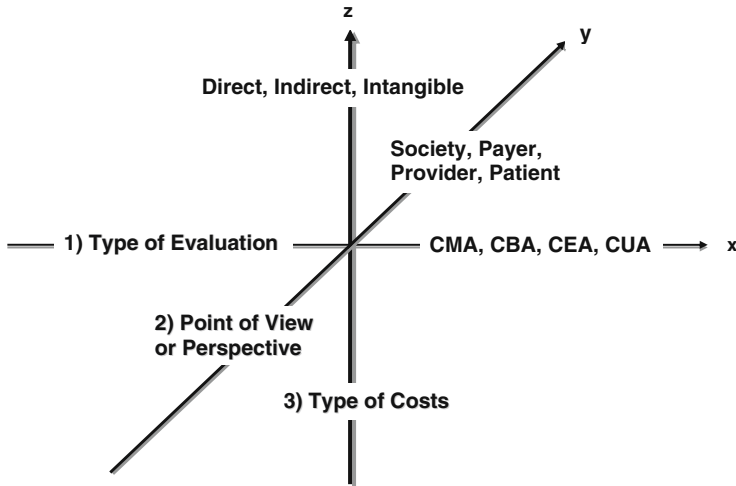 z
y
Direct, Indirect, Intangible
Society, Payer,
Provider, Patient
1) Type of Evaluation
CMA, CBA, CEA, CUA
x
2) Point of View
or Perspective
3) Type of Costs